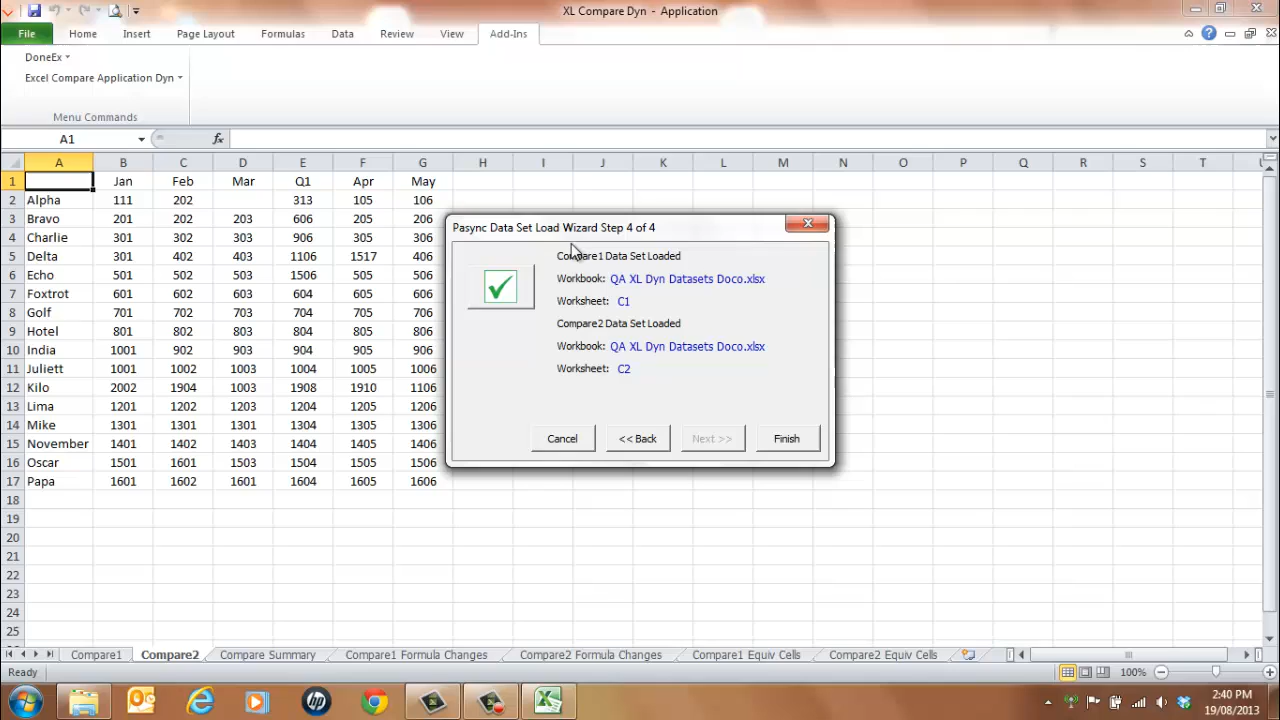 XL Compare Dyn - Application
File Home Insert Page Layout Formulas Data Review View Add-Ins
DoneEx
Excel Compare Application Dyn
Menu Commands
A1 fx
A B C D E F G H I J K L M N O P Q R S T
1 Jan Feb Mar Q1 Apr May
2 Alpha 111 202 313 105 106
3 Bravo 201 202 203 606 205 206
4 Charlie 301 302 303 906 305 306
5 Delta 301 402 403 1106 1517 406
6 Echo 501 502 503 1506 505 506
7 Foxtrot 601 602 603 604 605 606
8 Golf 701 702 703 704 705 706
9 Hotel 801 802 803 804 805 806
10 India 1001 902 903 904 905 906
11 Juliett 1001 1002 1003 1004 1005 1006
12 Kilo 2002 1904 1003 1908 1910 1106
13 Lima 1201 1202 1203 1204 1205 1206
14 Mike 1301 1301 1301 1304 1305 1306
15 November 1401 1402 1403 1404 1405 1406
16 Oscar 1501 1601 1503 1504 1505 1506
17 Papa 1601 1602 1601 1604 1605 1606
18
19
20
21
22
23
24
25
Pasync Data Set Load Wizard Step 4 of 4
Compare1 Data Set Loaded
Workbook: QA XL Dyn Datasets Doco.xlsx
Worksheet: C1
Compare2 Data Set Loaded
Workbook: QA XL Dyn Datasets Doco.xlsx
Worksheet: C2
Cancel << Back Next >> Finish
Compare1 Compare2 Compare Summary Compare1 Formula Changes Compare2 Formula Changes Compare1 Equiv Cells Compare2 Equiv Cells
Ready 100%
hp
2:40 PM
19/08/2013